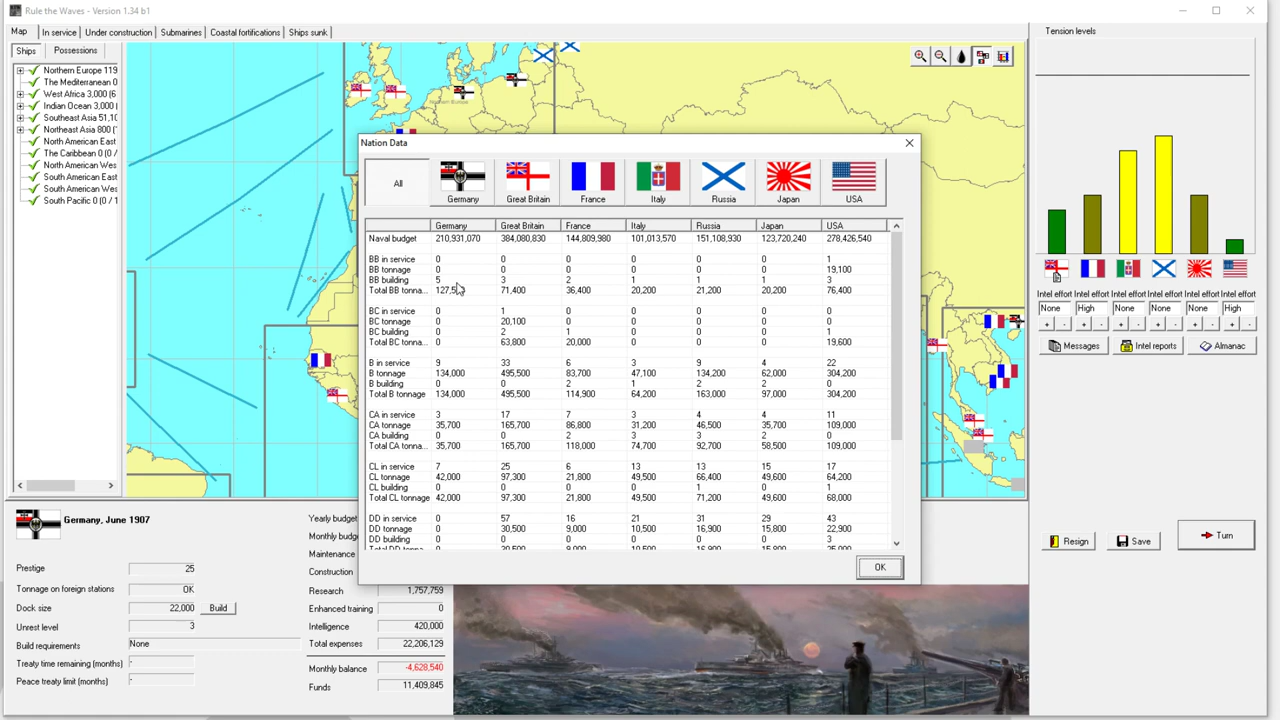 Rule the Waves - Version 1.34 b1
Map In service Under construction Submarines Coastal fortifications Ships sunk
Ships Possessions
Northern Europe 119
The Mediterranean 0
West Africa 3,000 (6
Indian Ocean 3,000
Southeast Asia 51,10
Northeast Asia 800 (
North American East
The Caribbean 0 (0 /
North American Wes
South American East
South American Wes
South Pacific 0 (0 / 1
Nation Data
All Germany Great Britain France Italy Russia Japan USA
Germany Great Britain France Italy Russia Japan USA
Naval budget 210,931,070 384,080,830 144,809,980 101,013,570 151,108,930 123,720,240 278,426,540
BB in service 0 0 0 0 0 0 1
BB tonnage 0 0 0 0 0 0 19,100
BB building 5 3 2 1 1 1 3
Total BB tonna... 71,400 36,400 20,200 21,200 20,200 76,400
BC in service 0 1 0 0 0 0 0
BC tonnage 0 20,100 0 0 0 0 0
BC building 0 2 0 0 0 0 1
Total BC tonna... 0 63,800 20,000 0 0 0 19,600
B in service 9 33 6 3 9 4 22
B tonnage 134,000 495,500 83,700 47,100 134,200 62,000 304,200
B building 0 0 2 1 2 2 0
Total B tonnage 134,000 495,500 114,900 64,200 163,000 97,000 304,200
CA in service 3 17 7 3 4 4 11
CA tonnage 35,700 165,700 86,800 31,200 46,500 35,700 109,000
CA building 0 0 2 3 3 2 0
Total CA tonna... 35,700 165,700 118,000 74,700 92,700 58,500 109,000
CL in service 7 25 6 13 13 15 17
CL tonnage 42,000 97,300 21,800 49,500 66,400 49,600 64,200
CL building 0 0 0 0 1 0 1
Total CL tonnage 42,000 97,300 21,800 49,500 71,200 49,600 68,000
DD in service 0 57 16 21 31 29 43
DD tonnage 0 30,500 9,000 10,500 16,900 15,800 22,900
DD building 0 0 0 0 0 0 3
OK
Tension levels
Intel effort Intel effort Intel effort Intel effort Intel effort Intel effort
None High None None None High
+ - + - + - + - + - + -
Messages Intel reports Almanac
Resign Save Turn
Germany, June 1907
Prestige 25
Tonnage on foreign stations OK
Dock size 22,000 Build
Unrest level 3
Build requirements None
Treaty time remaining (months) -
Peace treaty limit (months) -
Yearly budget
Monthly budg
Maintenance
Construction
Research 1,757,759
Enhanced training 0
Intelligence 420,000
Total expenses 22,206,129
Monthly balance -4,628,540
Funds 11,409,845